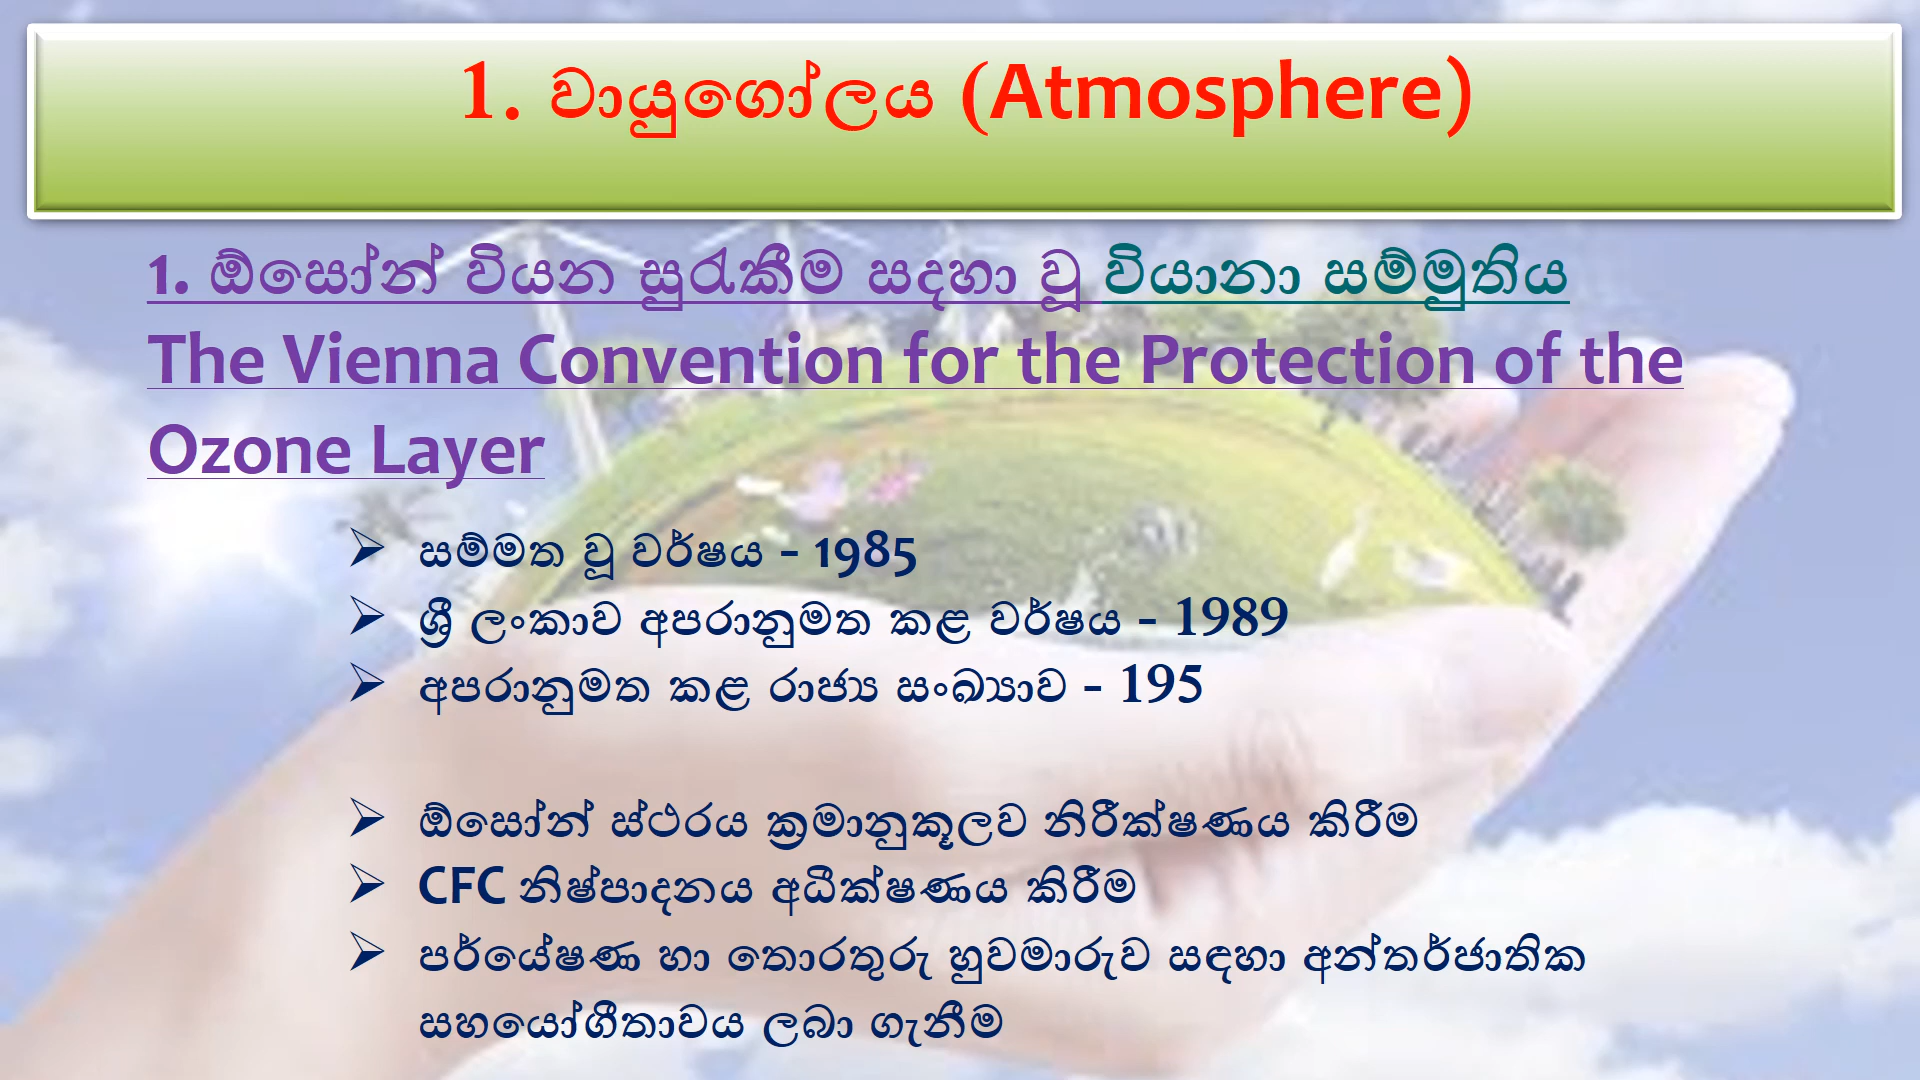 1. වායුගෝලය (Atmosphere)
1. ඕසෝන් වියන සුරැකීම සදහා වූ වියානා සම්මුතිය
The Vienna Convention for the Protection of the
Ozone Layer
➢ සම්මත වූ වර්ෂය - 1985
➢ ශ්‍රී ලංකාව අපරානුමත කළ වර්ෂය - 1989
➢ අපරානුමත කළ රාජ්‍ය සංඛ්‍යාව - 195
➢ ඕසෝන් ස්ථරය ක්‍රමානුකූලව නිරීක්ෂණය කිරීම
➢ CFC නිෂ්පාදනය අධීක්ෂණය කිරීම
➢ පර්යේෂණ හා තොරතුරු හුවමාරුව සඳහා අන්තර්ජාතික
සහයෝගීතාවය ලබා ගැනීම